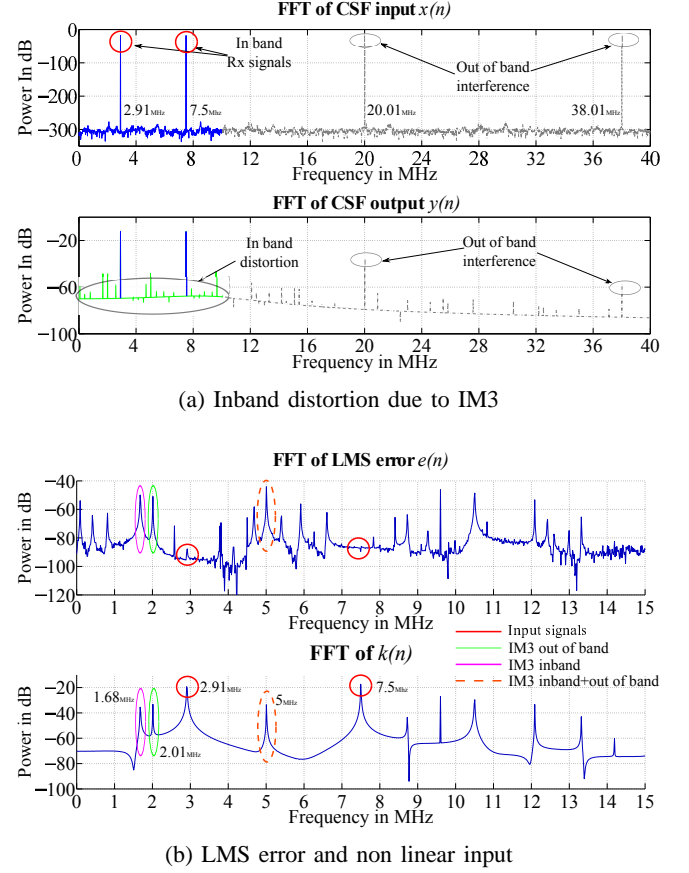 FFT of CSF input x(n)
Power In dB
0
−100
−200
−300
In band
Rx signals
Out of band
interference
2.91MHz
7.5MHz
20.01MHz
38.01MHz
0 4 8 12 16 20 24 28 32 36 40
Frequency in MHz
FFT of CSF output y(n)
Power In dB
−20
−60
−100
In band
distortion
Out of band
interference
0 4 8 12 16 20 24 28 32 36 40
Frequency in MHz
(a) Inband distortion due to IM3
FFT of LMS error e(n)
Power in dB
−40
−60
−80
−100
−120
0 1 2 3 4 5 6 7 8 9 10 11 12 13 14 15
Frequency in MHz
Input signals
IM3 out of band
IM3 inband
IM3 inband+out of band
FFT of k(n)
Power in dB
−20
−40
−60
−80
−100
1.68MHz
2.01MHz
2.91MHz
5MHz
7.5Mhz
0 1 2 3 4 5 6 7 8 9 10 11 12 13 14 15
Frequency in MHz
(b) LMS error and non linear input